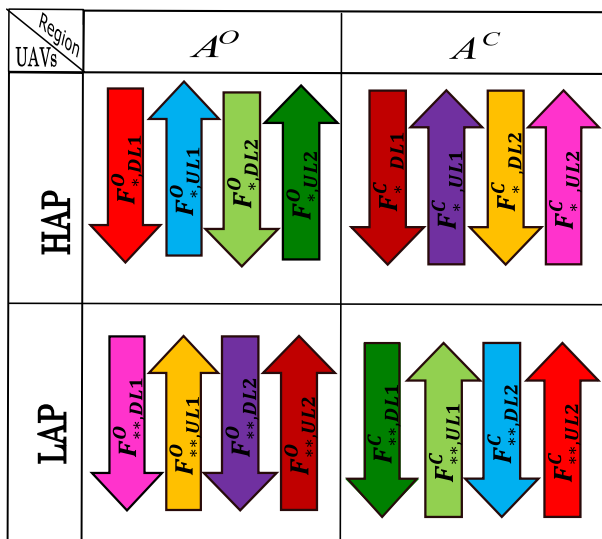 Region
UAVs
A^O
A^C
HAP
F^O_{*,DL1}
F^O_{*,UL1}
F^O_{*,DL2}
F^O_{*,UL2}
F^C_{* DL1}
F^C_{*,UL1}
F^C_{*,DL2}
F^C_{*,UL2}
LAP
F^O_{**,DL1}
F^O_{**,UL1}
F^O_{**,DL2}
F^O_{**,UL2}
F^C_{**,DL1}
F^C_{**,UL1}
F^C_{**,DL2}
F^C_{**,UL2}